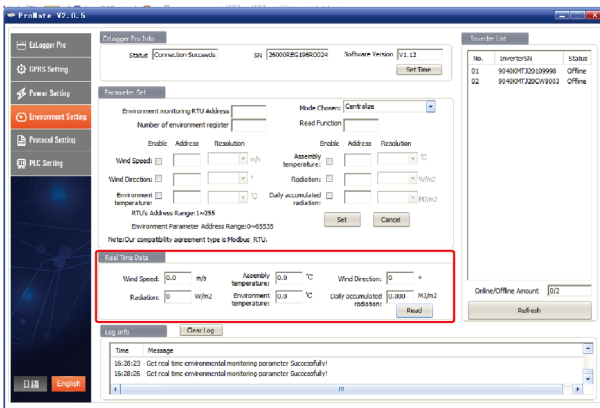 ProMate V2.0.5
EzLogger Pro
GPRS Setting
Power Setting
Environment Setting
Protocol Setting
PLC Setting
日語 English
EzLogger Pro Info
Status Connection Succeeds SN 26000REG196R0024 Software Version V1.12
Set Time
Parameter Set
Environment monitoring RTU Address Mode Chosen: Centralize
Number of environment register Read Function
Enable Address Resolution Enable Address Resolution
Wind Speed: m/s Assembly temperature: °C
Wind Direction: ° Radiation: W/m2
Environment temperature: °C Daily accumulated radiation: MJ/m2
RTU's Address Range:1~255
Set Cancel
Environment Parameter Address Range:0~65535
Note:Our compatibility agreement type is Modbus_RTU.
Real Time Data
Wind Speed: 0.0 m/s Assembly temperature: 0.0 °C Wind Direction: 0 °
Radiation: 0 W/m2 Environment temperature: 0.0 °C Daily accumulated radiation: 0.000 MJ/m2
Read
Log Info Clear Log
Time Message
16:28:23 Get real time environmental monitoring parameter Successfully!
16:28:26 Get real time environmental monitoring parameter Successfully!
Inverter List
No. InverterSN Status
01 9040KMTJ20109998 Offline
02 9040KMTJ20CW8003 Offline
Online/Offline Amount 0/2
Refresh